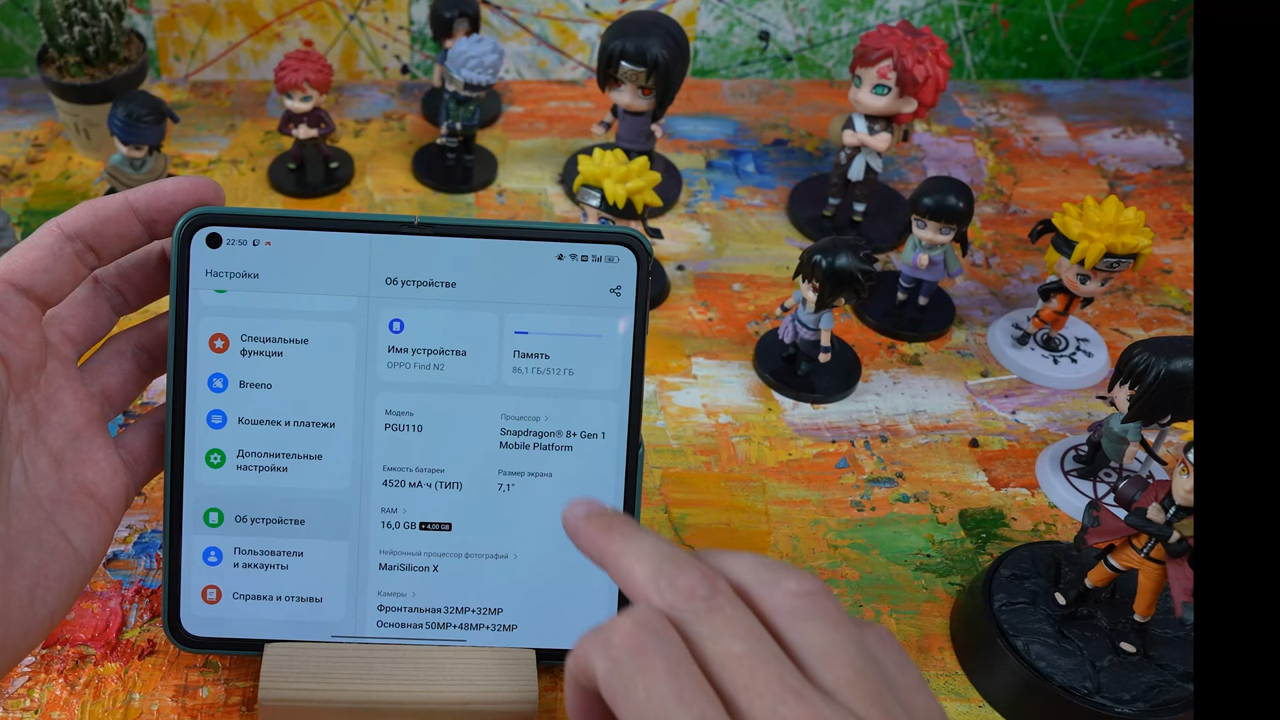 22:50
Настройки
Специальные
функции
Breeno
Кошелек и платежи
Дополнительные
настройки
Об устройстве
Пользователи
и аккаунты
Справка и отзывы
Об устройстве
Имя устройства
OPPO Find N2
Память
86,1 ГБ/512 ГБ
Модель
PGU110
Процессор
Snapdragon® 8+ Gen 1
Mobile Platform
Емкость батареи
4520 мА·ч (ТИП)
Размер экрана
7,1"
RAM
16,0 GB + 4,00 GB
Нейронный процессор фотографий
MariSilicon X
Камеры
Фронтальная 32MP+32MP
Основная 50MP+48MP+32MP